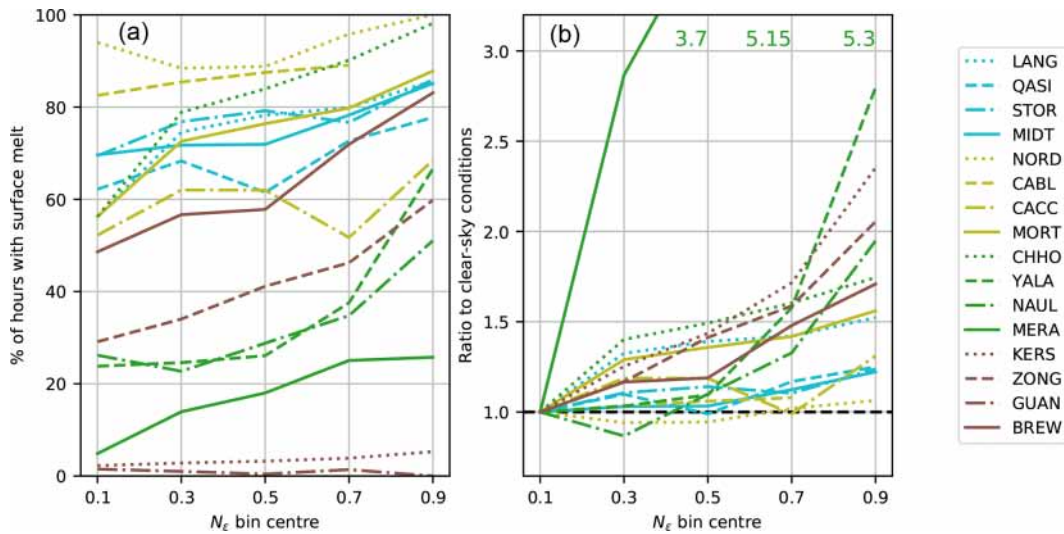 (a)
% of hours with surface melt
100
80
60
40
20
0
0.1 0.3 0.5 0.7 0.9
Nε bin centre
(b)
3.7 5.15 5.3
Ratio to clear-sky conditions
3.0
2.5
2.0
1.5
1.0
0.1 0.3 0.5 0.7 0.9
Nε bin centre
LANG
QASI
STOR
MIDT
NORD
CABL
CACC
MORT
CHHO
YALA
NAUL
MERA
KERS
ZONG
GUAN
BREW